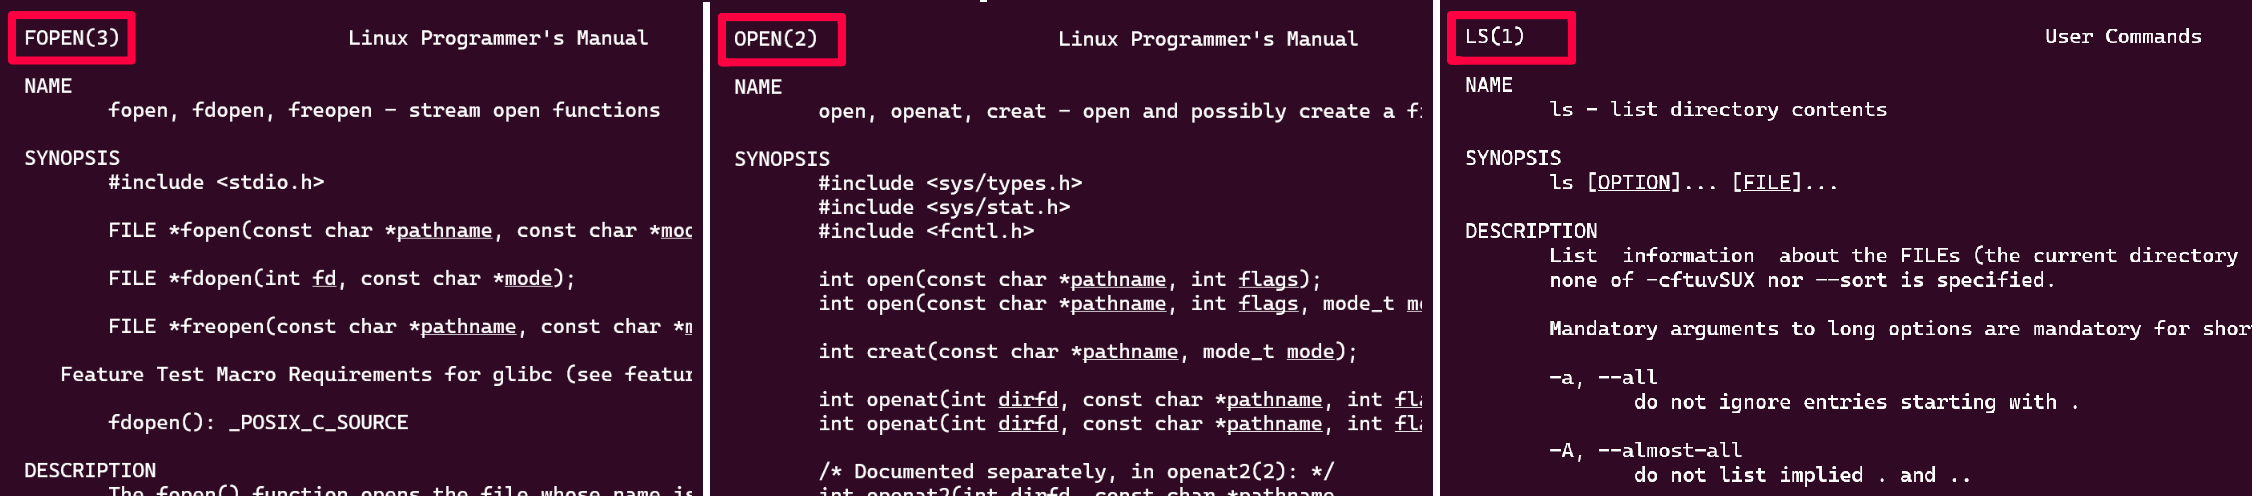 FOPEN(3) Linux Programmer's Manual
NAME
fopen, fdopen, freopen - stream open functions
SYNOPSIS
#include <stdio.h>
FILE *fopen(const char *pathname, const char *mod
FILE *fdopen(int fd, const char *mode);
FILE *freopen(const char *pathname, const char *m
Feature Test Macro Requirements for glibc (see featur
fdopen(): _POSIX_C_SOURCE
DESCRIPTION
The fopen() function opens the file whose name is
OPEN(2) Linux Programmer's Manual
NAME
open, openat, creat - open and possibly create a fi
SYNOPSIS
#include <sys/types.h>
#include <sys/stat.h>
#include <fcntl.h>
int open(const char *pathname, int flags);
int open(const char *pathname, int flags, mode_t mo
int creat(const char *pathname, mode_t mode);
int openat(int dirfd, const char *pathname, int fla
int openat(int dirfd, const char *pathname, int fla
/* Documented separately, in openat2(2): */
int openat2(int dirfd, const char *pathname,
LS(1) User Commands
NAME
ls - list directory contents
SYNOPSIS
ls [OPTION]... [FILE]...
DESCRIPTION
List information about the FILEs (the current directory
none of -cftuvSUX nor --sort is specified.
Mandatory arguments to long options are mandatory for shor
-a, --all
do not ignore entries starting with .
-A, --almost-all
do not list implied . and ..